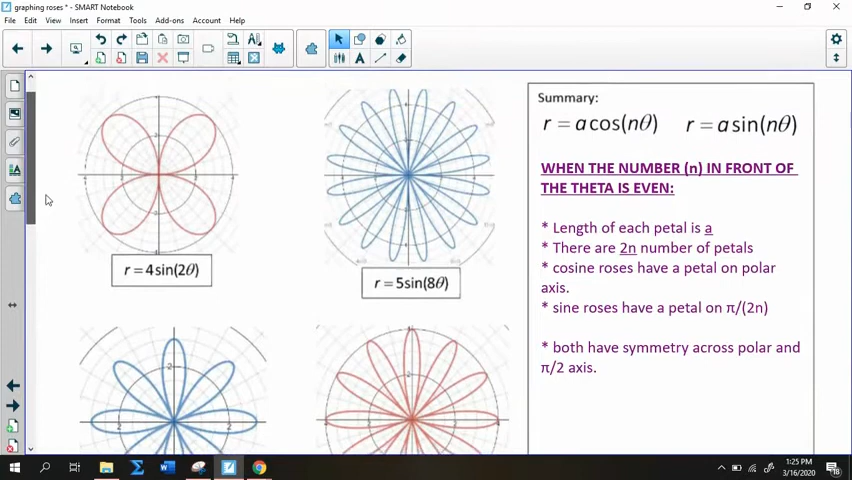 graphing roses * - SMART Notebook
File Edit View Insert Format Tools Add-ons Account Help
r = 4sin(2θ)
r = 5sin(8θ)
Summary:
r = a cos(nθ) r = a sin(nθ)
WHEN THE NUMBER (n) IN FRONT OF
THE THETA IS EVEN:
* Length of each petal is a
* There are 2n number of petals
* cosine roses have a petal on polar
axis.
* sine roses have a petal on π/(2n)
* both have symmetry across polar and
π/2 axis.
1:25 PM
3/16/2020